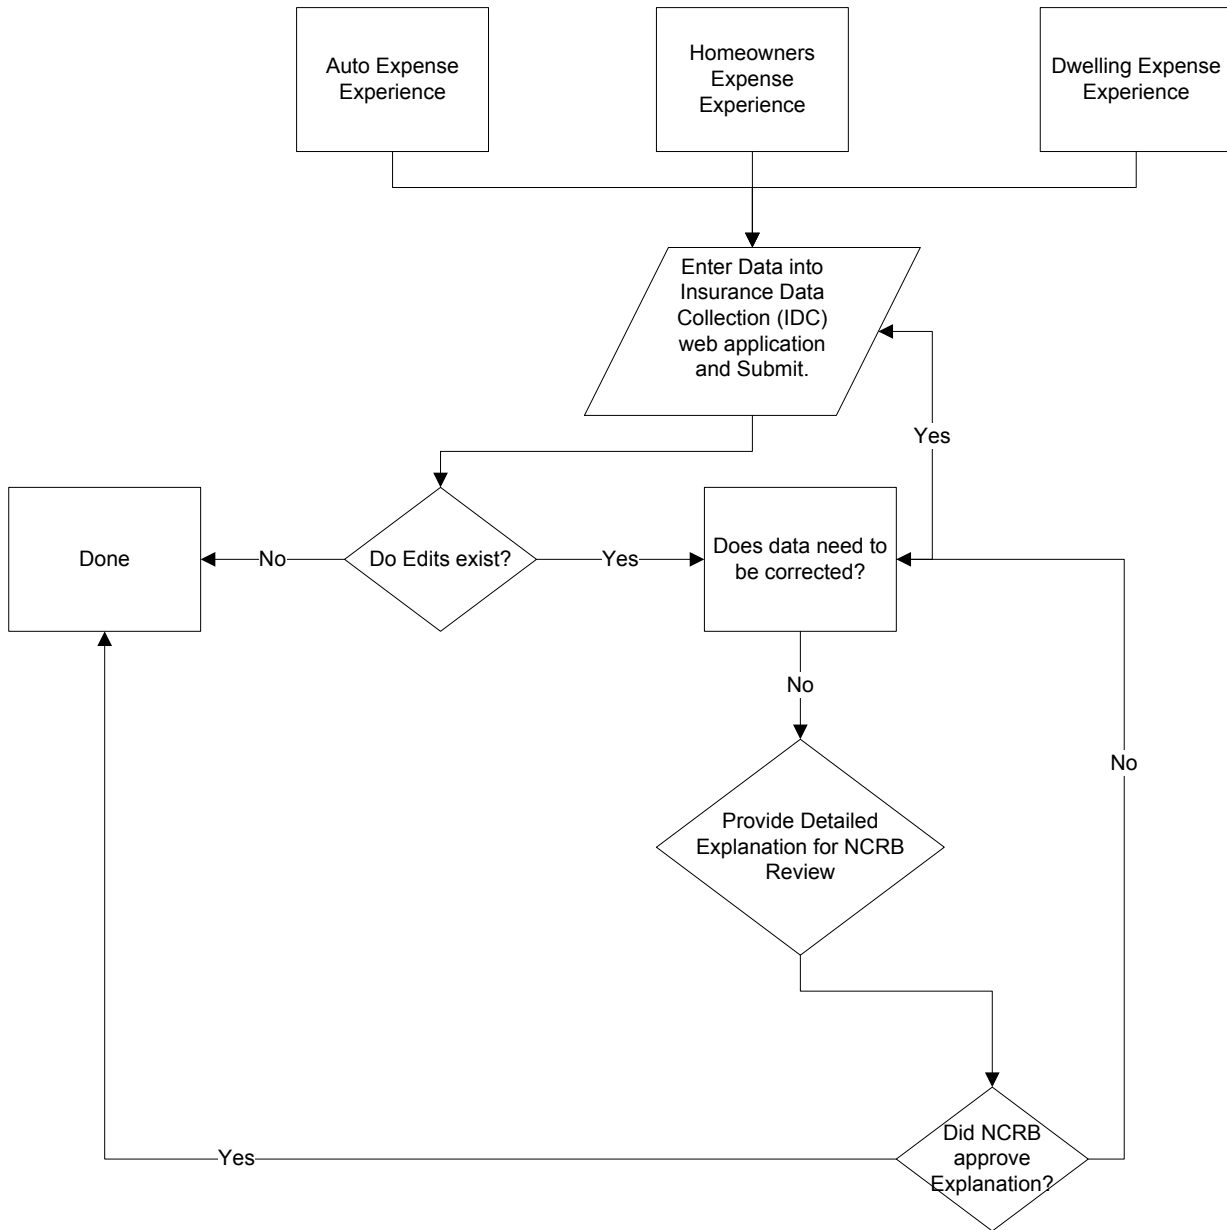 Auto Expense
Experience
Homeowners
Expense
Experience
Dwelling Expense
Experience
Enter Data into
Insurance Data
Collection (IDC)
web application
and Submit.
Yes
Done
No
Do Edits exist?
Yes
Does data need to
be corrected?
No
No
Provide Detailed
Explanation for NCRB
Review
Did NCRB
approve
Explanation?
Yes